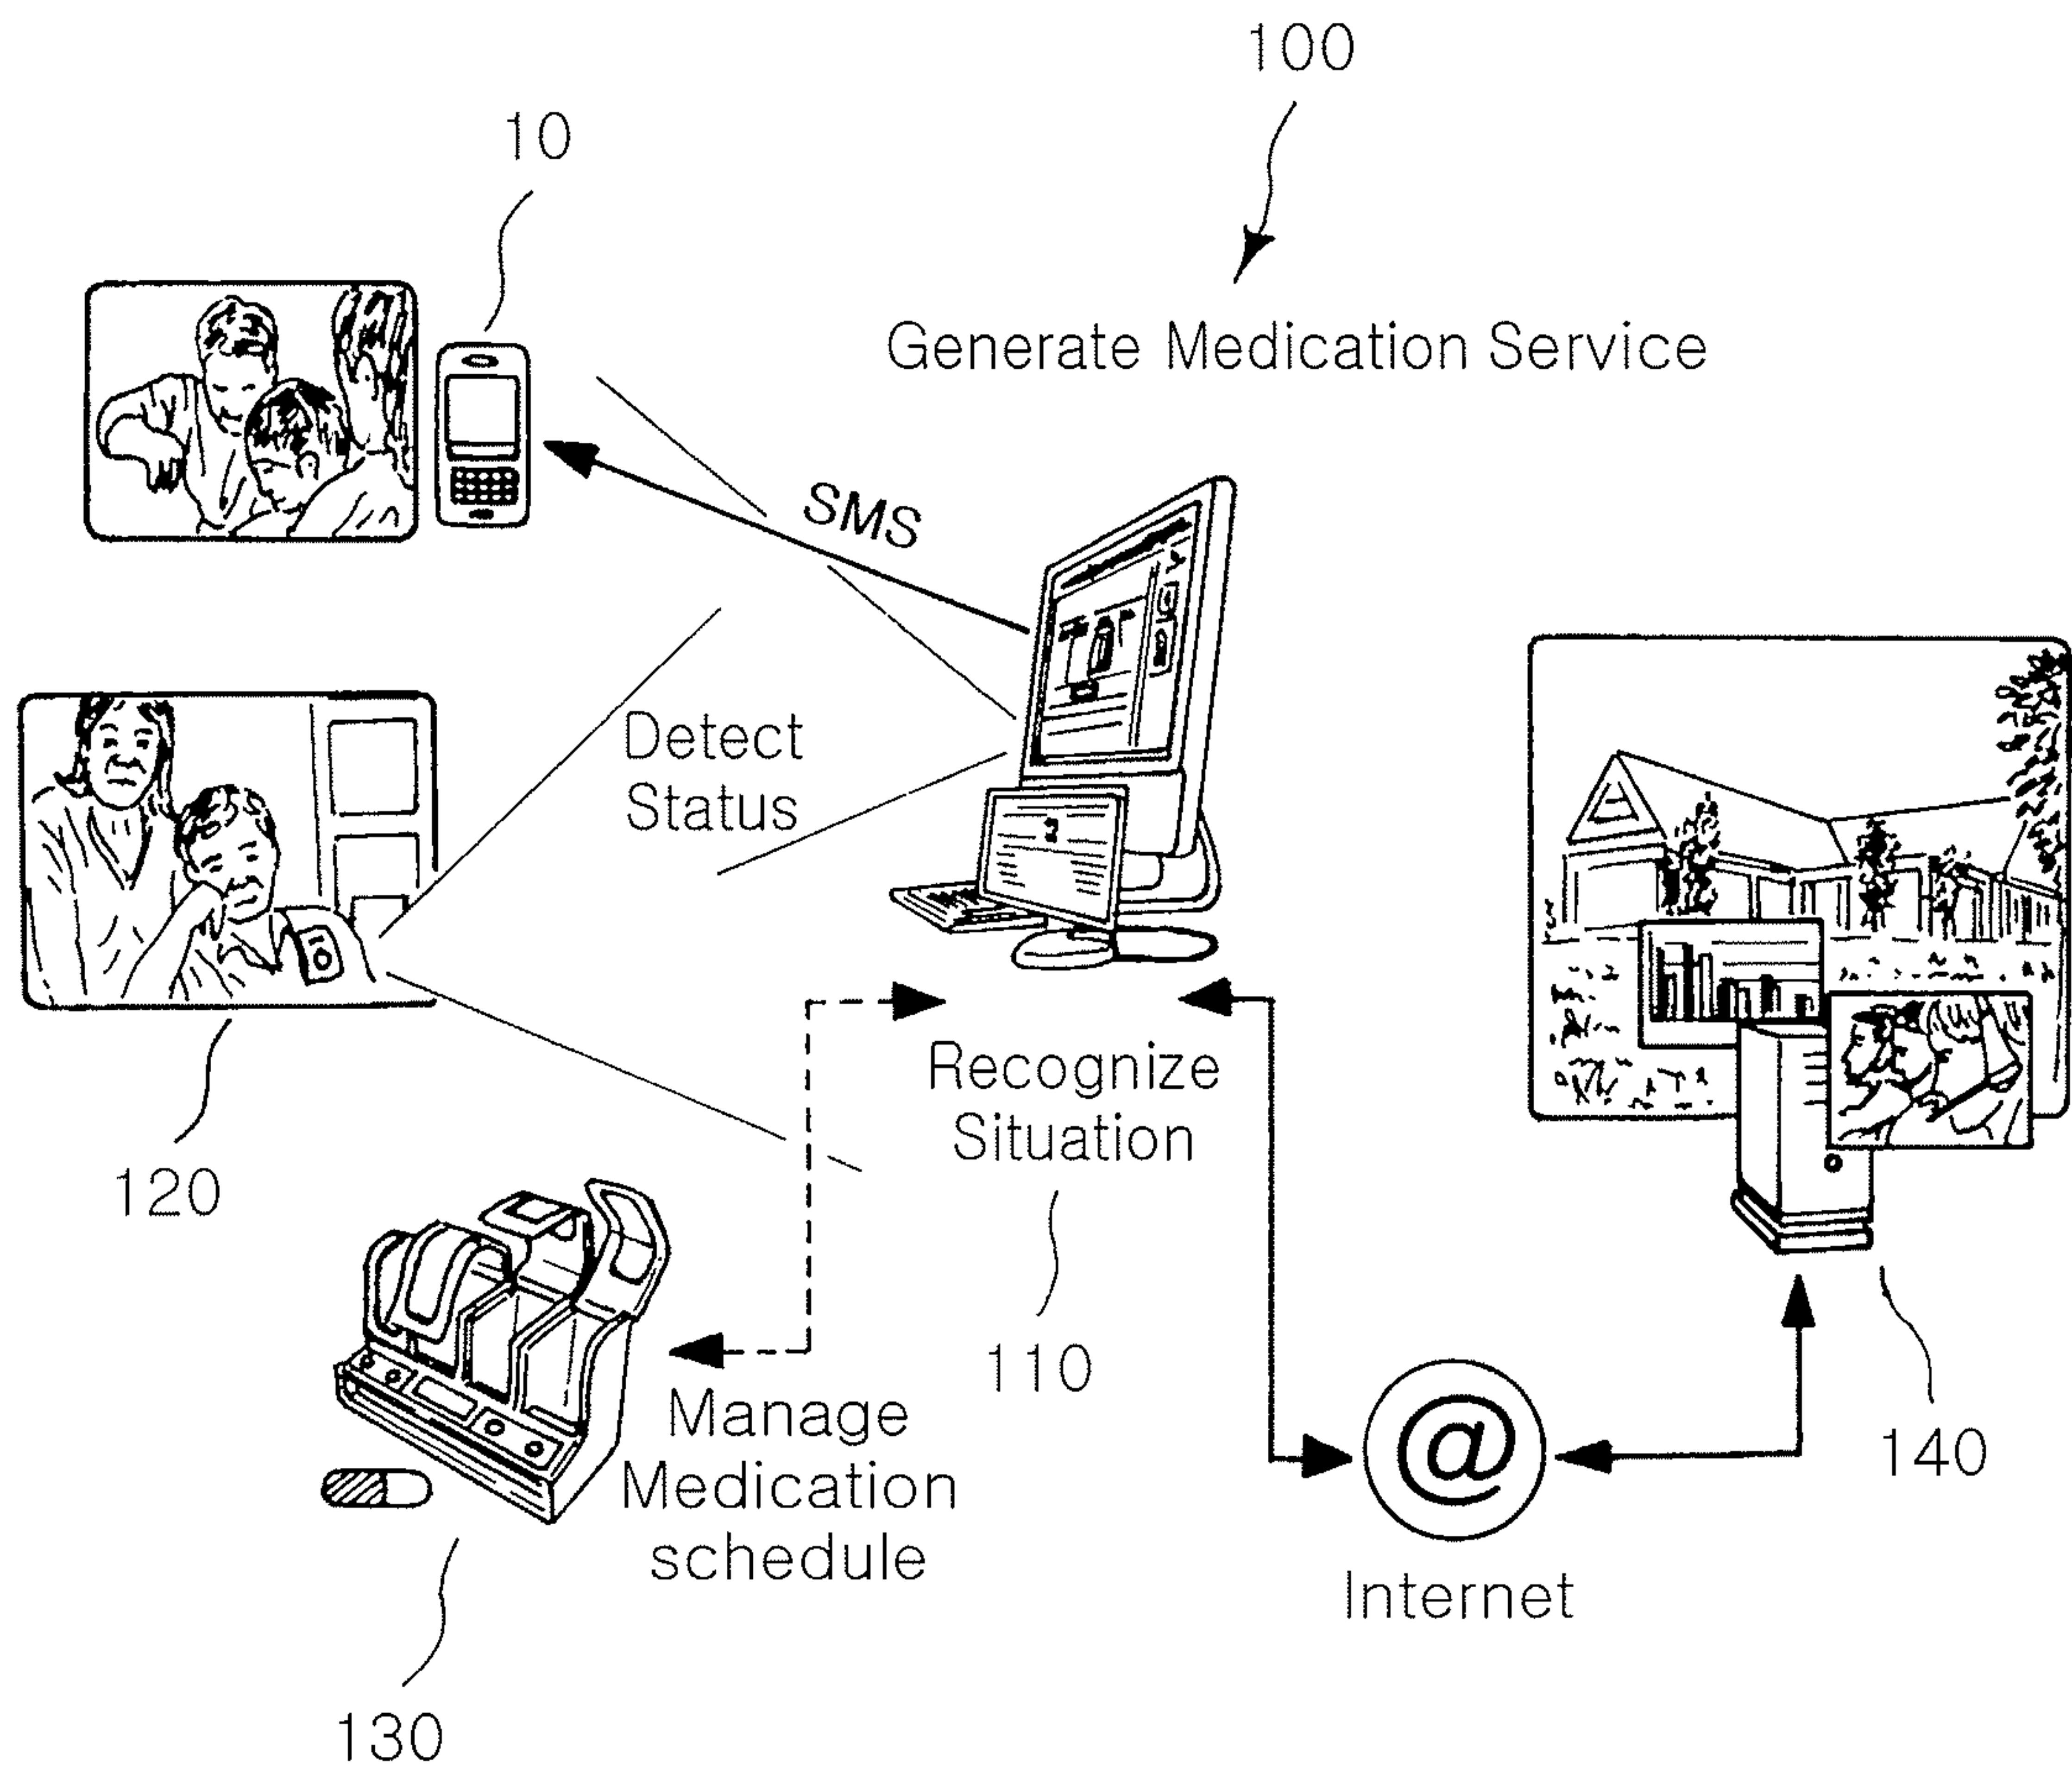 100
10
Generate Medication Service
SMS
Detect
Status
Recognize
Situation
120
110
Manage
Medication
schedule
@
140
Internet
130